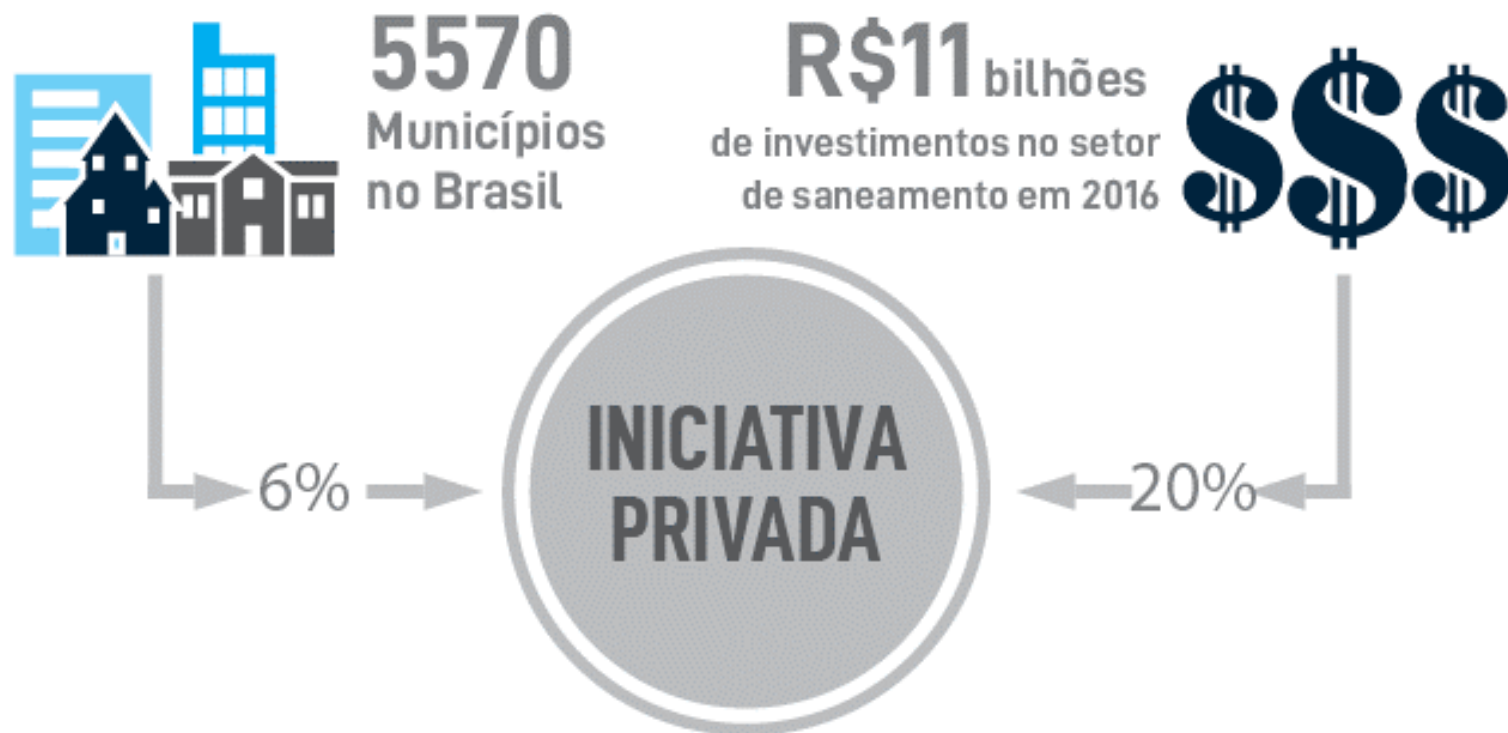 5570
Municípios
no Brasil
R$11 bilhões
de investimentos no setor
de saneamento em 2016
INICIATIVA
PRIVADA
6%
20%